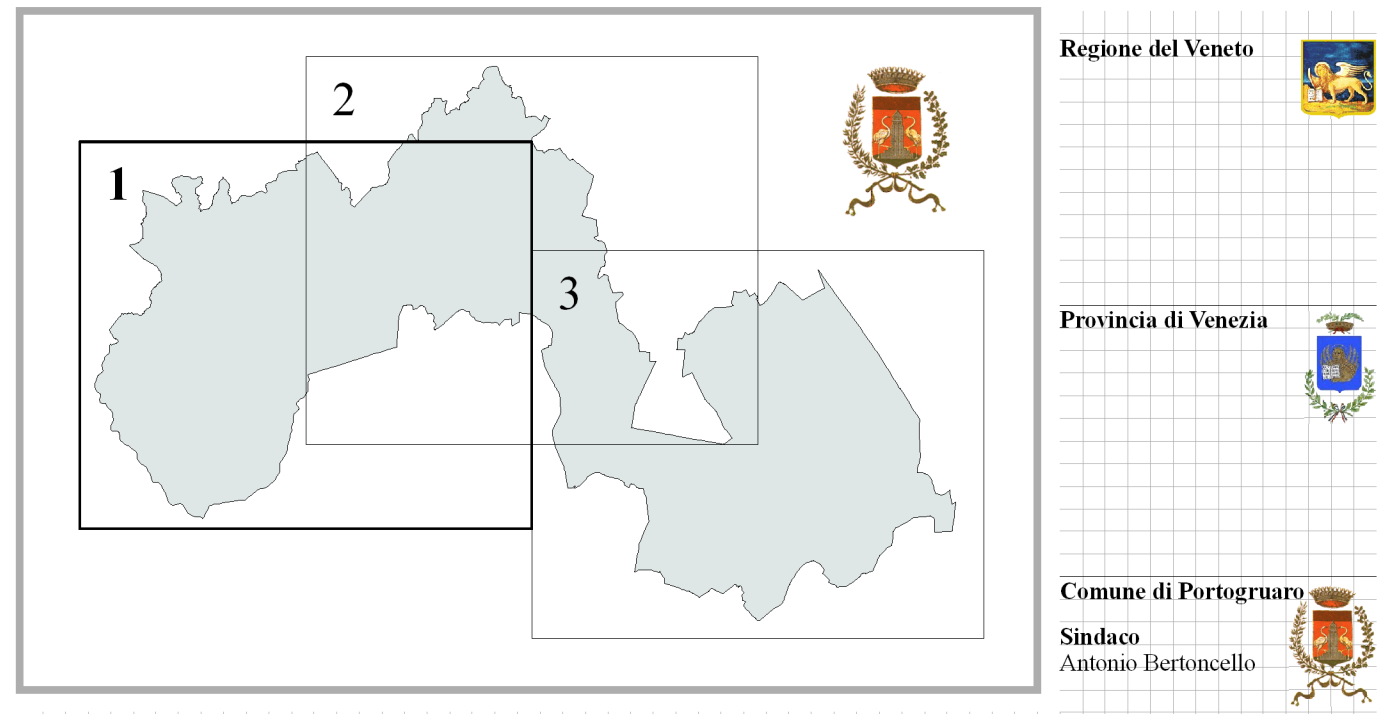 2
1
3
Regione del Veneto
Provincia di Venezia
Comune di Portogruaro
Sindaco
Antonio Bertoncello